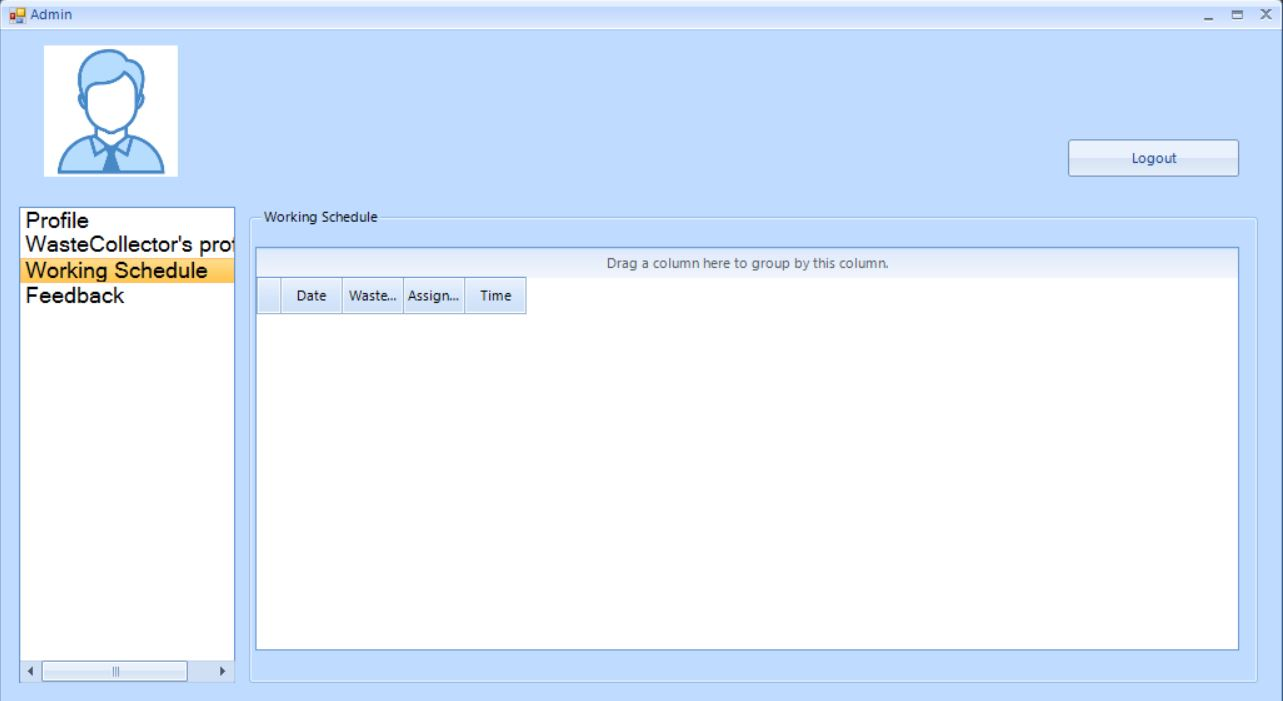 Admin
Logout
Profile
WasteCollector's prof
Working Schedule
Feedback
Working Schedule
Drag a column here to group by this column.
Date Waste... Assign... Time